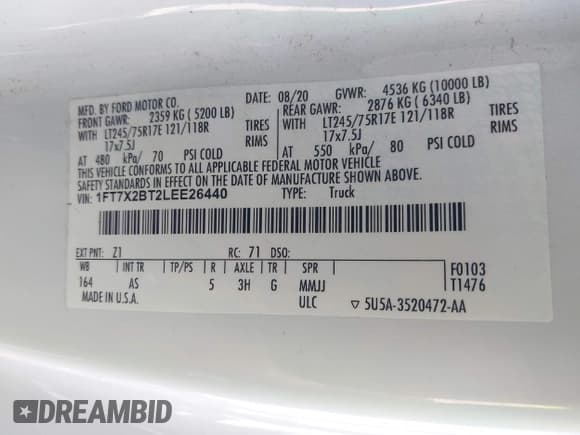 MFD. BY FORD MOTOR CO. 08/20 GVWR: 4536 KG (10000 LB)
FRONT GAWR: 2359 KG (5200 LB) REAR GAWR: 2876 KG (6340 LB)
WITH LT245/75R17E 121/118R TIRES WITH LT245/75R17E 121/118R TIRES
17x7.5J RIMS 17x7.5J RIMS
AT 480 kPa/ 70 PSI COLD AT 550 kPa/ 80 PSI COLD
THIS VEHICLE CONFORMS TO ALL APPLICABLE FEDERAL MOTOR VEHICLE
SAFETY STANDARDS IN EFFECT ON THE DATE OF MANUFACTURE SHOWN ABOVE.
VIN: 1FT7X2BT2LEE26440 TYPE: Truck
EXT PNT: Z1 RC: 71 DSO:
WB INT TR TP/PS R AXLE TR SPR F0103
164 AS 5 3H G MMJJ T1476
MADE IN U.S.A. ULC ▽ 5U5A-3520472-AA
DREAMBID